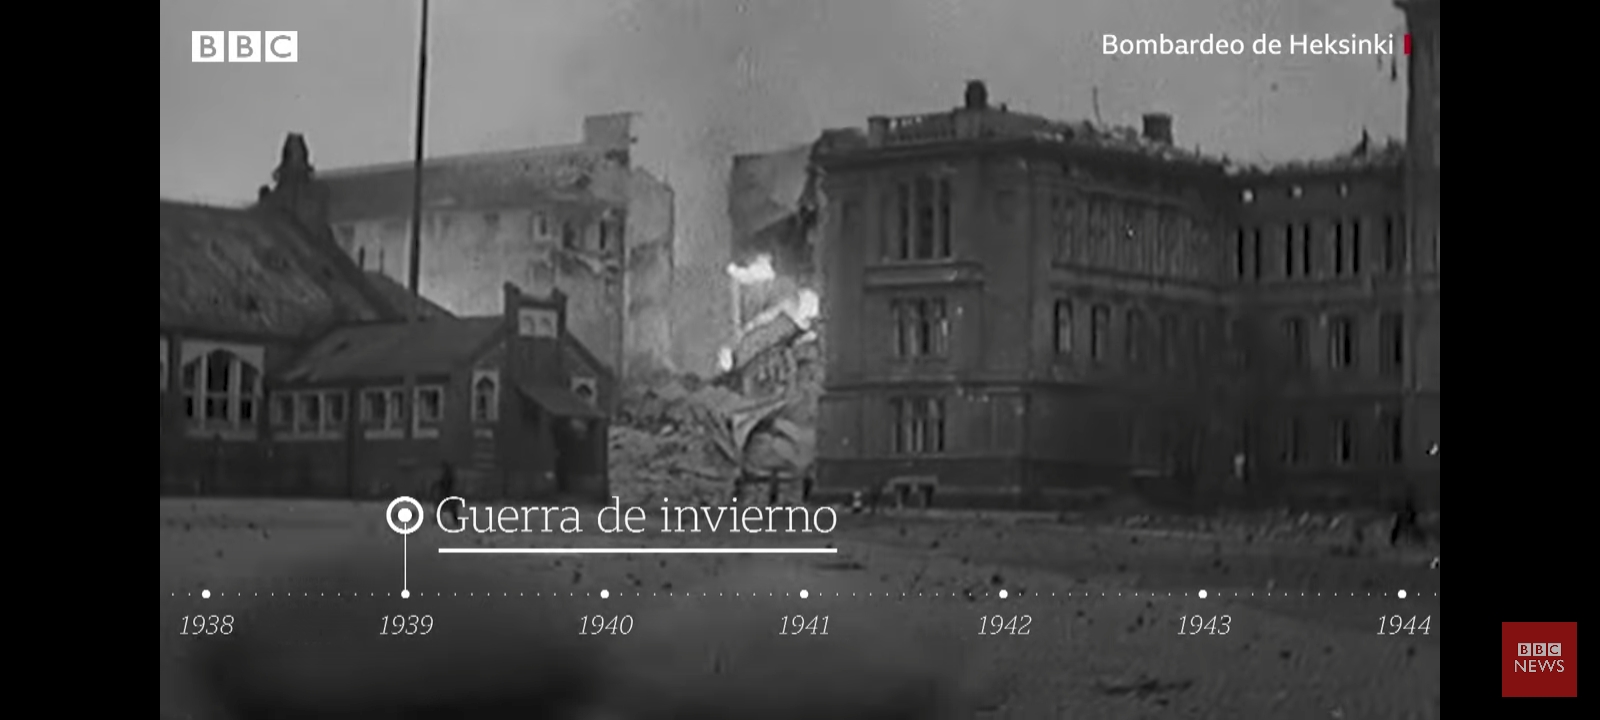 BBC
Bombardeo de Heksinki
Guerra de invierno
1938 1939 1940 1941 1942 1943 1944
BBC
NEWS